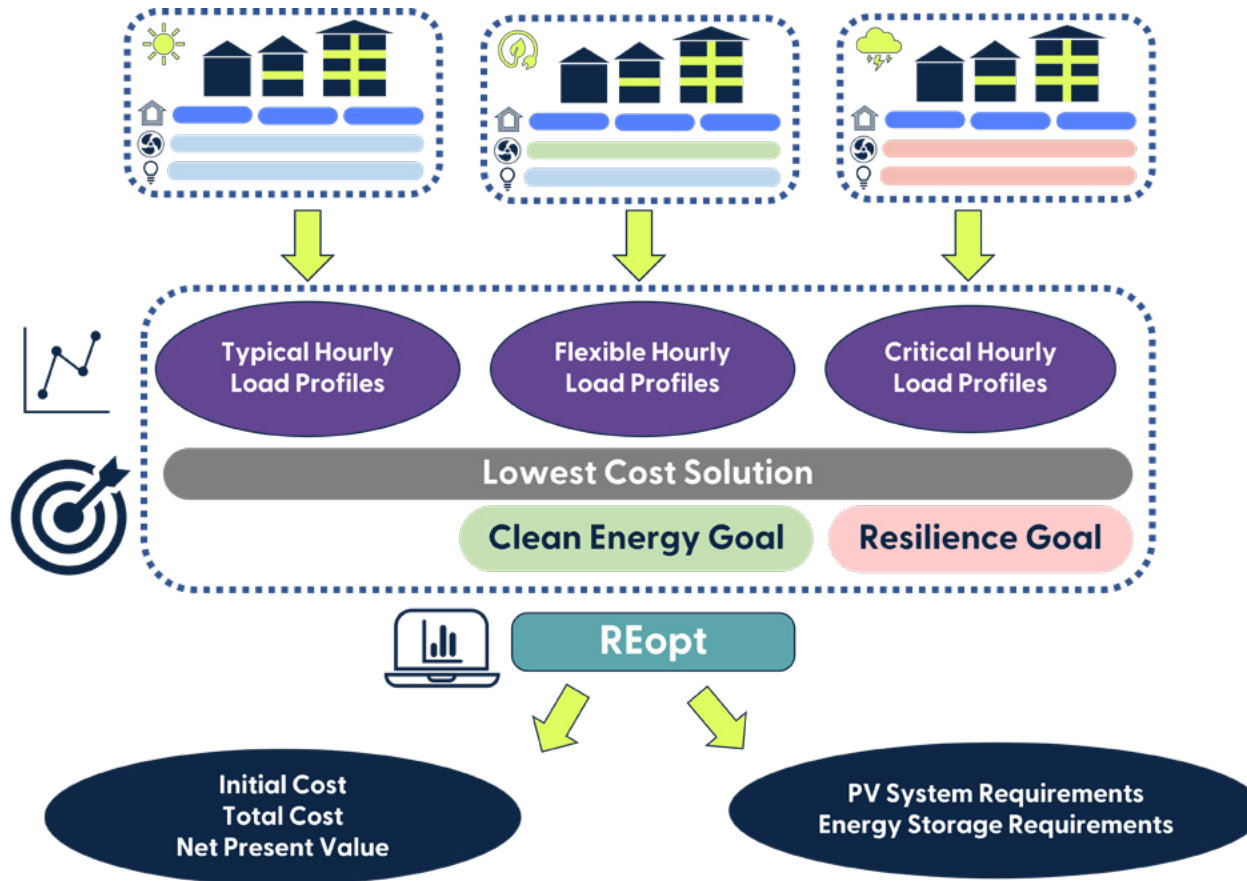 Typical Hourly
Load Profiles
Flexible Hourly
Load Profiles
Critical Hourly
Load Profiles
Lowest Cost Solution
Clean Energy Goal
Resilience Goal
REopt
Initial Cost
Total Cost
Net Present Value
PV System Requirements
Energy Storage Requirements